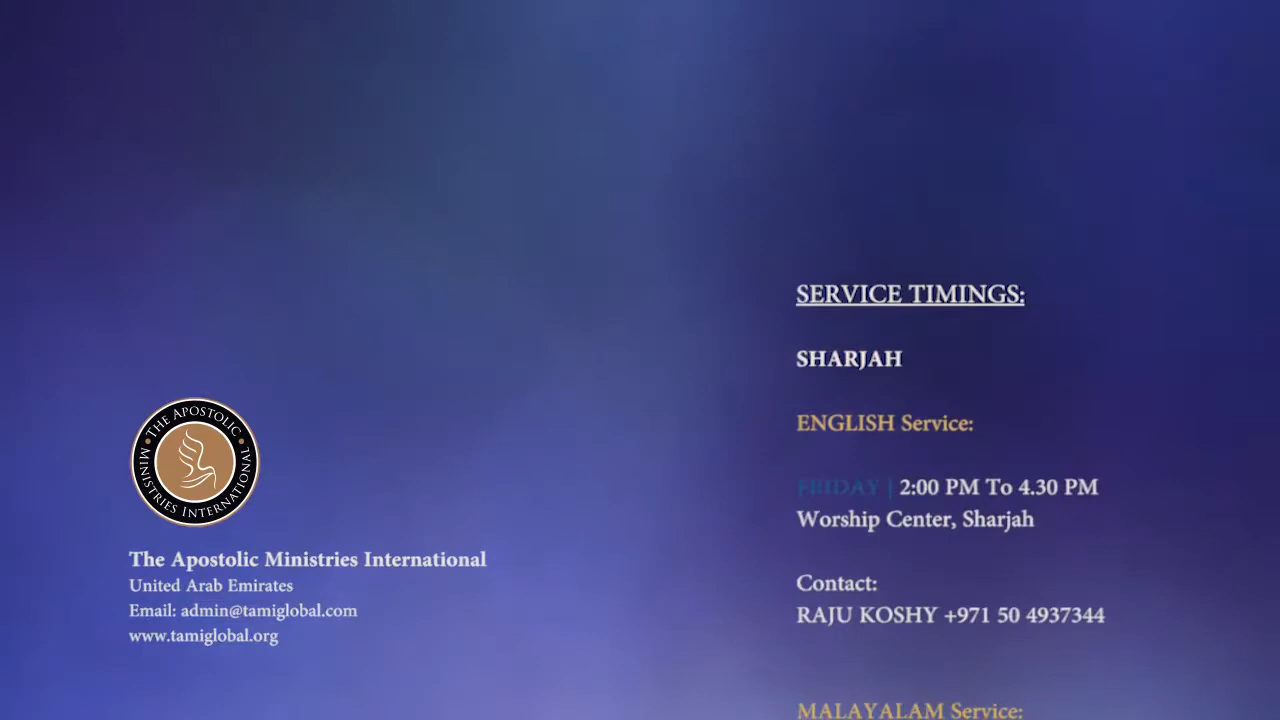 THE APOSTOLIC
MINISTRIES INTERNATIONAL
The Apostolic Ministries International
United Arab Emirates
Email: admin@tamiglobal.com
www.tamiglobal.org
SERVICE TIMINGS:
SHARJAH
ENGLISH Service:
FRIDAY | 2:00 PM To 4.30 PM
Worship Center, Sharjah
Contact:
RAJU KOSHY +971 50 4937344
MALAYALAM Service: